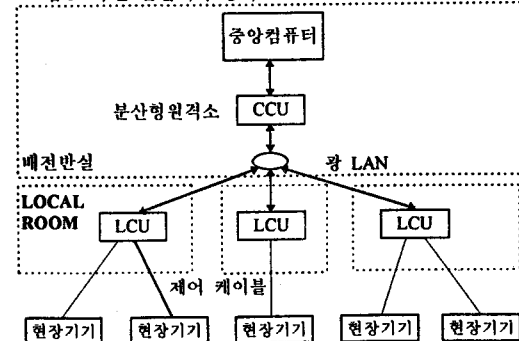 중앙컴퓨터
분산형원격소
CCU
배전반실
광 LAN
LOCAL
ROOM
LCU
LCU
LCU
제어 케이블
현장기기
현장기기
현장기기
현장기기
현장기기